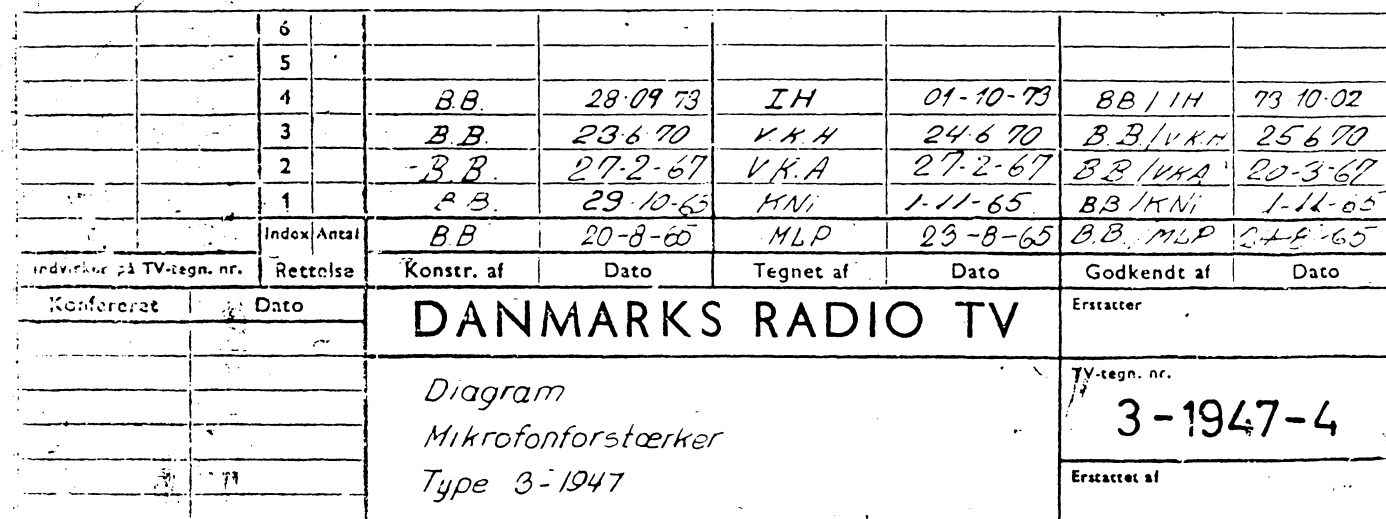 6
5
4 B.B. 28·09 73 IH 01-10-73 BB / IH 73·10·02
3 B.B. 23·6 70 V.K.H 24·6 70 B.B./V.K.H 25 6 70
2 B.B. 27-2-67 V K.A 27-2-67 BB/VKA 20-3-67
1 B B. 29·10-65 KNi 1-11-65 BB/KNi 1-11-65
Index Antal B B 20-8-65 MLP 23-8-65 B.B. MLP
på TV-tegn. nr. Rettelse Konstr. af Dato Tegnet af Dato Godkendt af Dato
Konfereret Dato
DANMARKS RADIO TV
Erstatter
Diagram
Mikrofonforstærker
Type 3-1947
TV-tegn. nr.
3-1947-4
Erstattet af